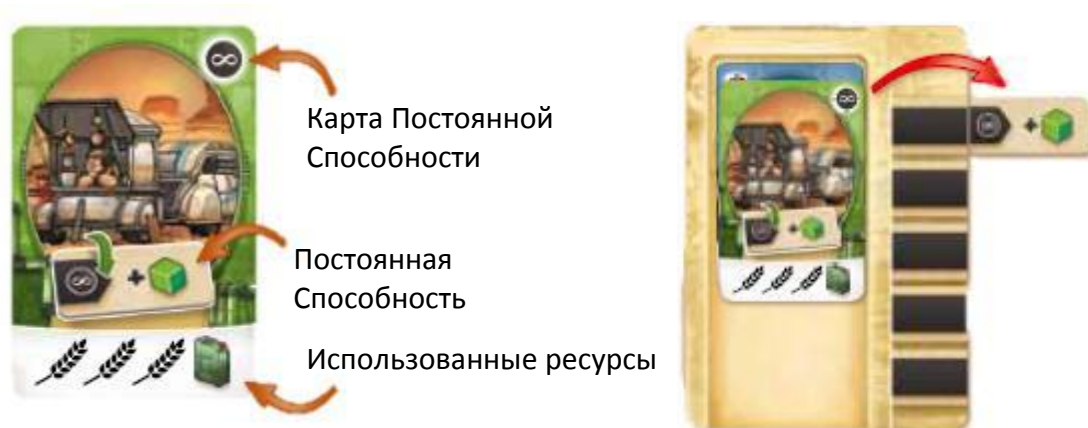 Карта Постоянной
Способности
Постоянная
Способность
Использованные ресурсы